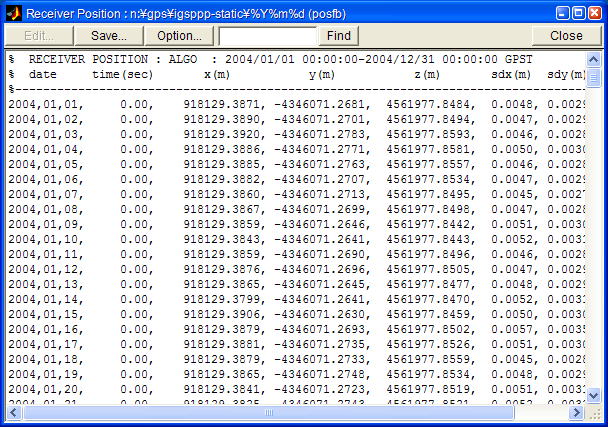 Receiver Position : n:¥gps¥igsppp-static¥%Y%m%d (posfb)
Edit... Save... Option... Find Close
% RECEIVER POSITION : ALGO : 2004/01/01 00:00:00-2004/12/31 00:00:00 GPST
% date time(sec) x(m) y(m) z(m) sdx(m) sdy(m)
%--------------------------------------------------------------------------------
2004,01,01, 0.00, 918129.3871, -4346071.2681, 4561977.8484, 0.0048, 0.0029
2004,01,02, 0.00, 918129.3890, -4346071.2701, 4561977.8494, 0.0047, 0.0029
2004,01,03, 0.00, 918129.3920, -4346071.2783, 4561977.8593, 0.0046, 0.0028
2004,01,04, 0.00, 918129.3886, -4346071.2771, 4561977.8581, 0.0050, 0.0030
2004,01,05, 0.00, 918129.3885, -4346071.2763, 4561977.8557, 0.0046, 0.0028
2004,01,06, 0.00, 918129.3882, -4346071.2707, 4561977.8534, 0.0047, 0.0029
2004,01,07, 0.00, 918129.3860, -4346071.2713, 4561977.8495, 0.0045, 0.0027
2004,01,08, 0.00, 918129.3867, -4346071.2699, 4561977.8498, 0.0047, 0.0028
2004,01,09, 0.00, 918129.3859, -4346071.2646, 4561977.8442, 0.0051, 0.0030
2004,01,10, 0.00, 918129.3843, -4346071.2641, 4561977.8443, 0.0052, 0.0031
2004,01,11, 0.00, 918129.3859, -4346071.2690, 4561977.8496, 0.0046, 0.0028
2004,01,12, 0.00, 918129.3876, -4346071.2696, 4561977.8505, 0.0047, 0.0029
2004,01,13, 0.00, 918129.3865, -4346071.2645, 4561977.8477, 0.0048, 0.0029
2004,01,14, 0.00, 918129.3799, -4346071.2641, 4561977.8470, 0.0052, 0.0031
2004,01,15, 0.00, 918129.3906, -4346071.2630, 4561977.8459, 0.0050, 0.0030
2004,01,16, 0.00, 918129.3879, -4346071.2693, 4561977.8502, 0.0057, 0.0035
2004,01,17, 0.00, 918129.3881, -4346071.2735, 4561977.8526, 0.0051, 0.0030
2004,01,18, 0.00, 918129.3879, -4346071.2733, 4561977.8559, 0.0045, 0.0028
2004,01,19, 0.00, 918129.3865, -4346071.2748, 4561977.8534, 0.0048, 0.0029
2004,01,20, 0.00, 918129.3841, -4346071.2723, 4561977.8519, 0.0051, 0.0031